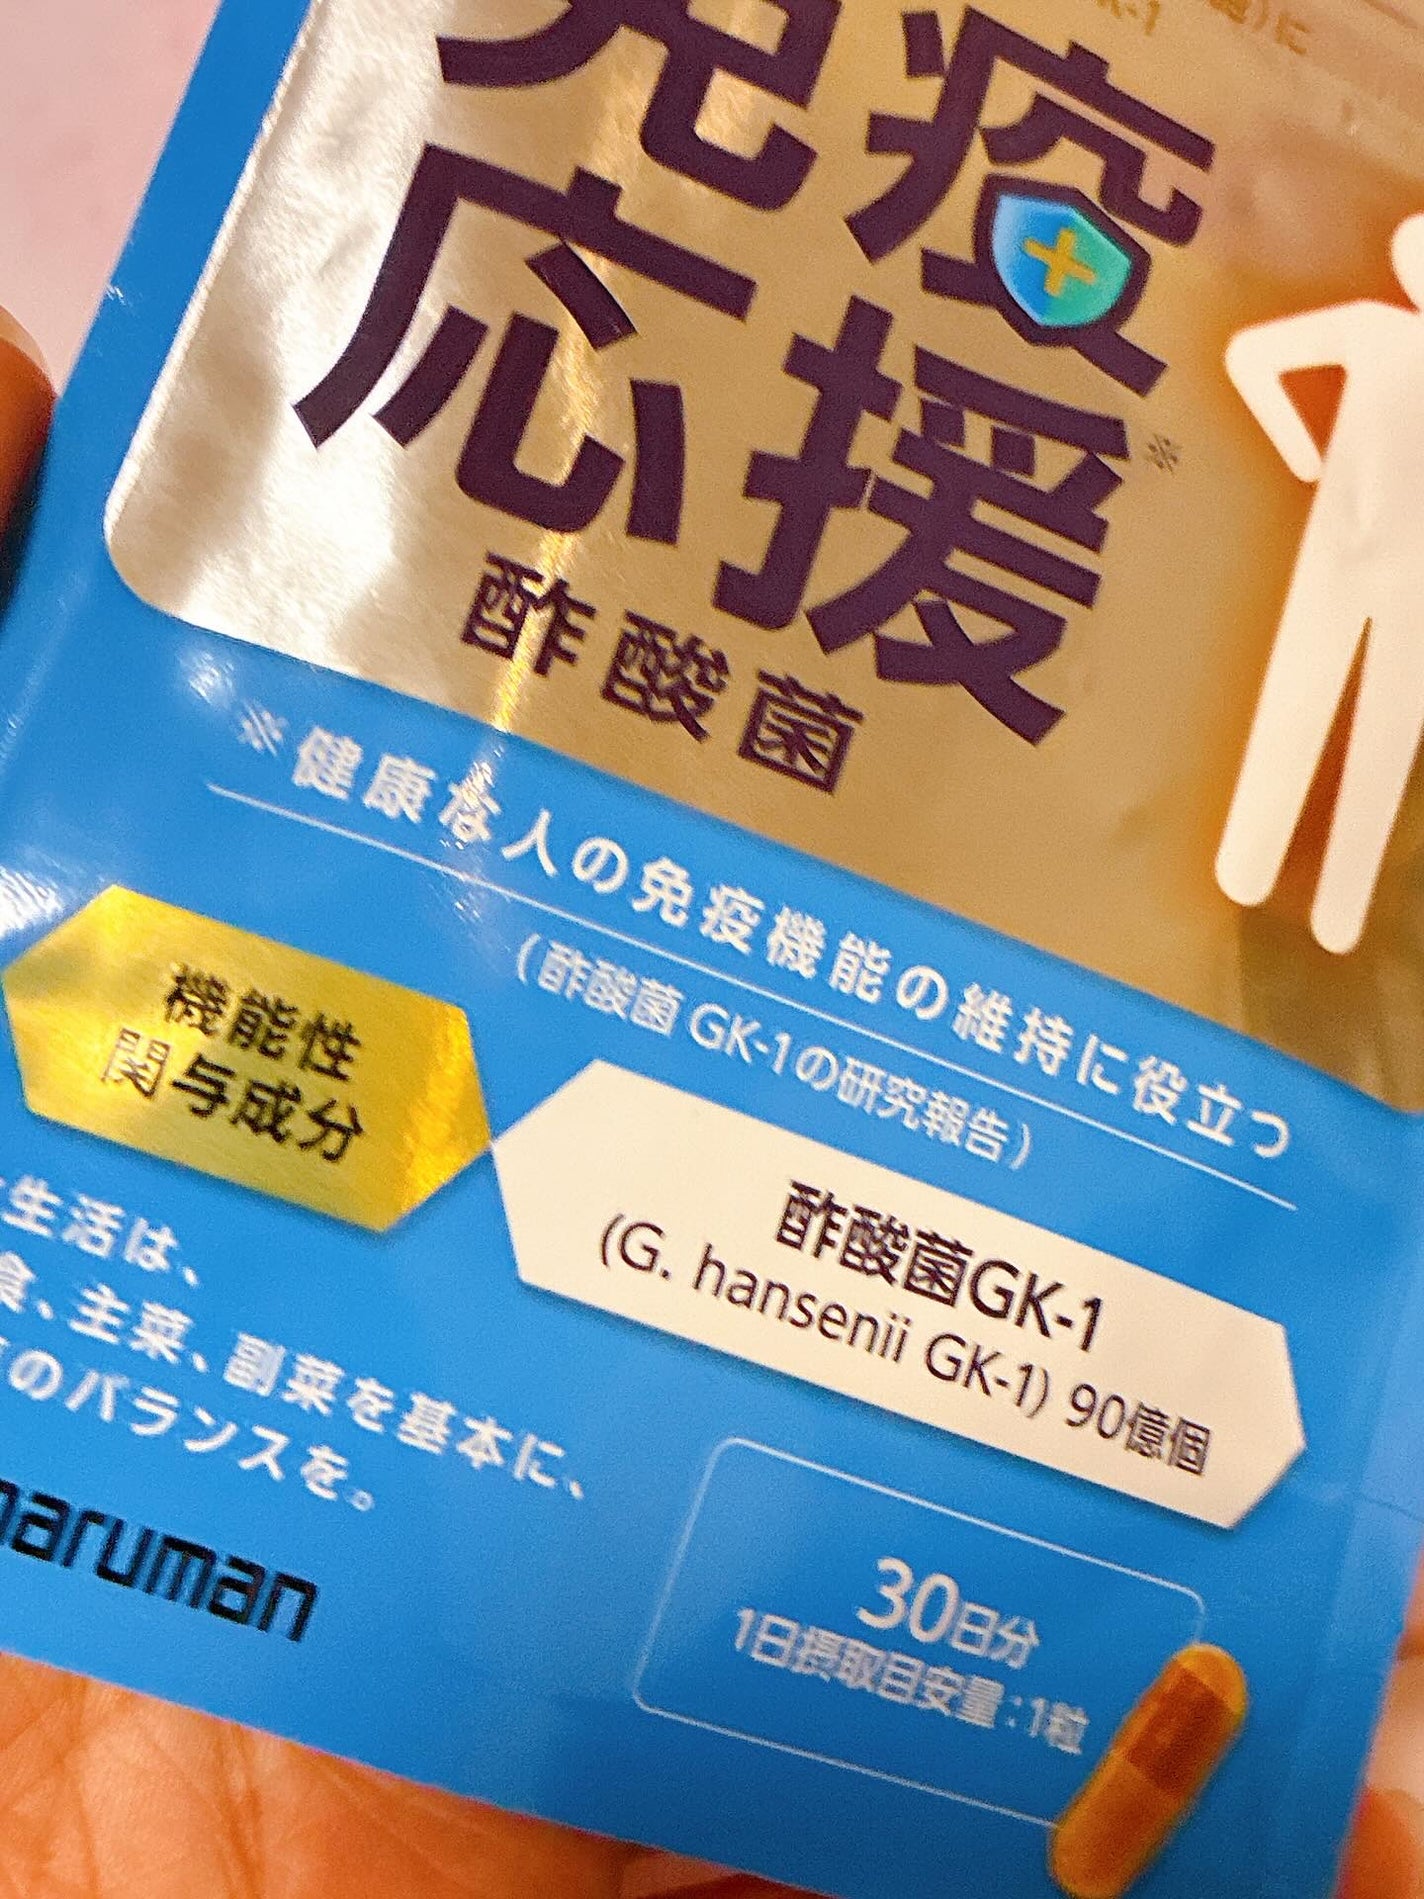 K-1
)に
免疫
応援※
酢酸菌
※健康な人の免疫機能の維持に役立つ
(酢酸菌 GK-1の研究報告)
機能性
関与成分
酢酸菌GK-1
(G. hansenii GK-1) 90億個
生活は、
食、主菜、副菜を基本に、
のバランスを。
maruman
30日分
1日摂取目安量:1粒